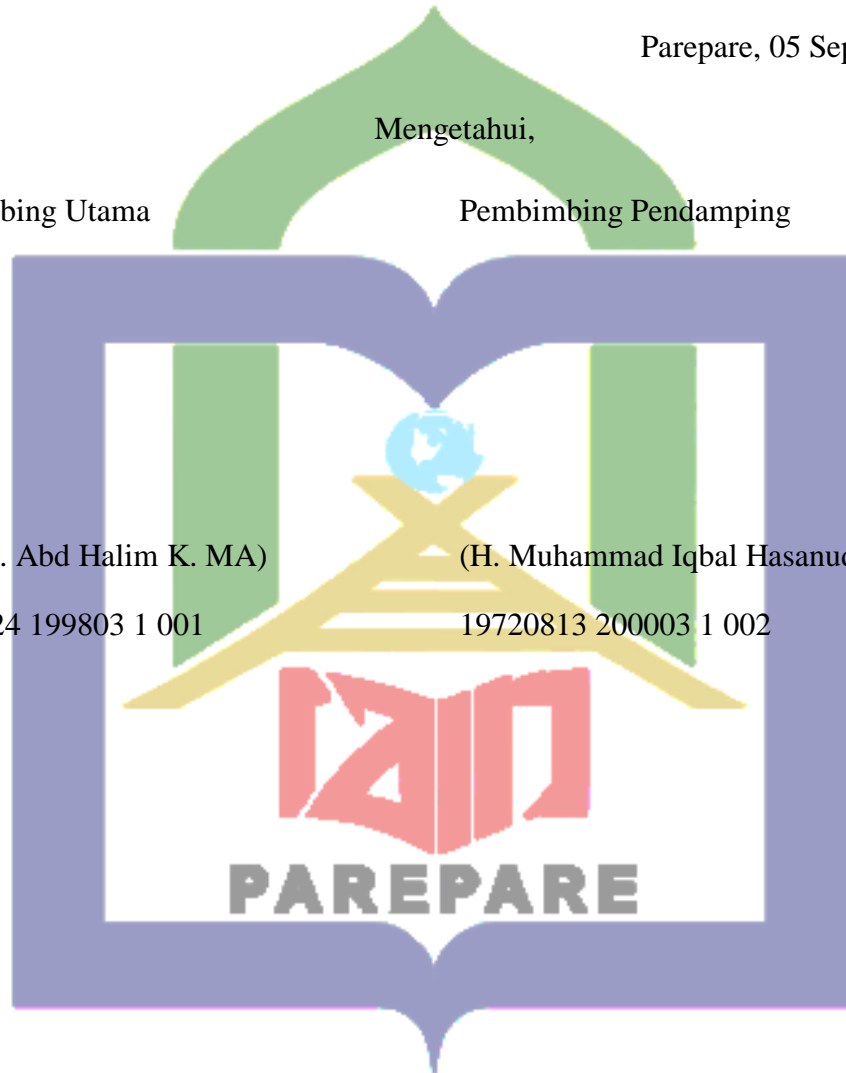 Parepare, 05 Sep
Mengetahui,
bing Utama Pembimbing Pendamping
. Abd Halim K. MA) (H. Muhammad Iqbal Hasanud
24 199803 1 001 19720813 200003 1 002
iain
PAREPARE